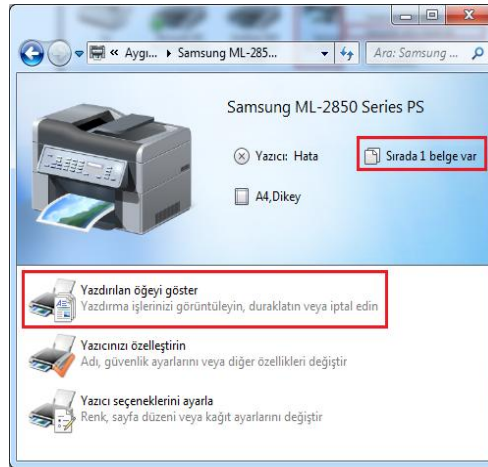 « Aygı... ▸ Samsung ML-285...
Ara: Samsung ...
Samsung ML-2850 Series PS
Yazıcı: Hata
Sırada 1 belge var
A4,Dikey
Yazdırılan öğeyi göster
Yazdırma işlerinizi görüntüleyin, duraklatın veya iptal edin
Yazıcınızı özelleştirin
Adı, güvenlik ayarlarını veya diğer özellikleri değiştir
Yazıcı seçeneklerini ayarla
Renk, sayfa düzeni veya kağıt ayarlarını değiştir